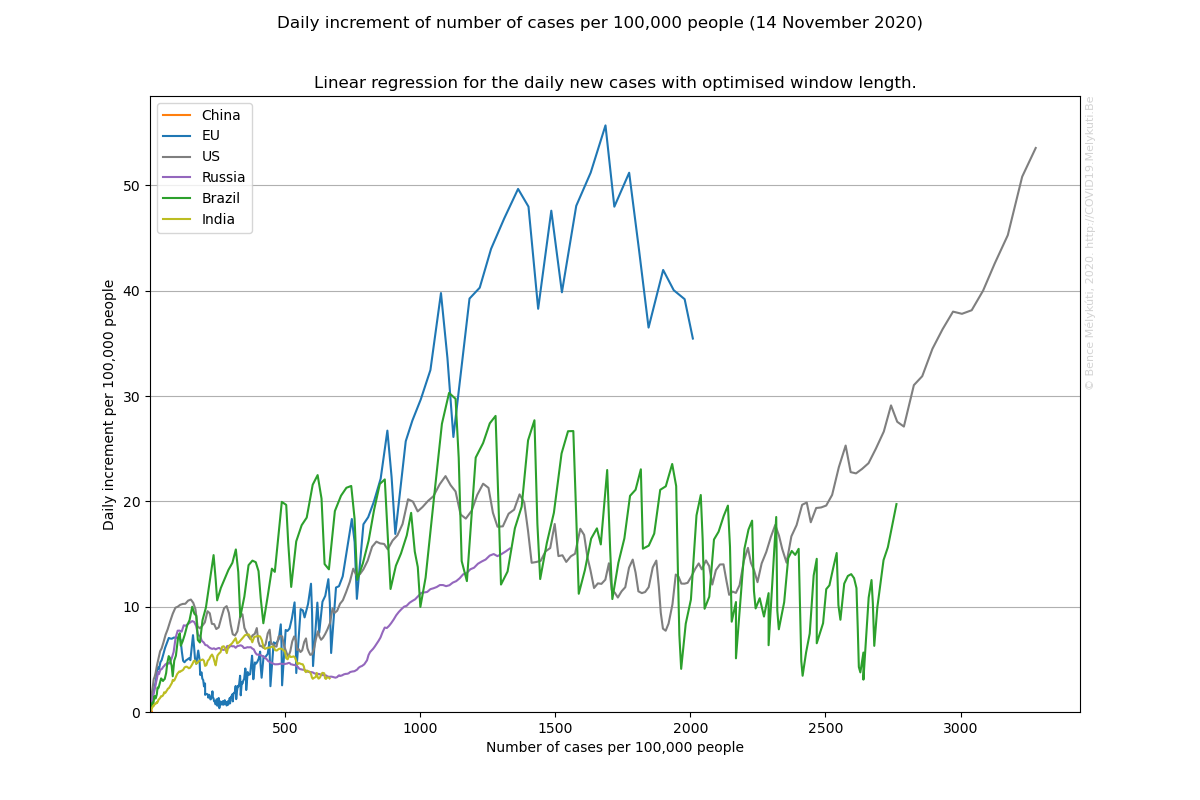 Daily increment of number of cases per 100,000 people (14 November 2020)
Linear regression for the daily new cases with optimised window length.
China
EU
US
Russia
Brazil
India
50
40
30
20
10
0
Daily increment per 100,000 people
500
1000
1500
2000
2500
3000
Number of cases per 100,000 people
© Bence Mélykúti, 2020. http://COVID19.Melykuti.Be